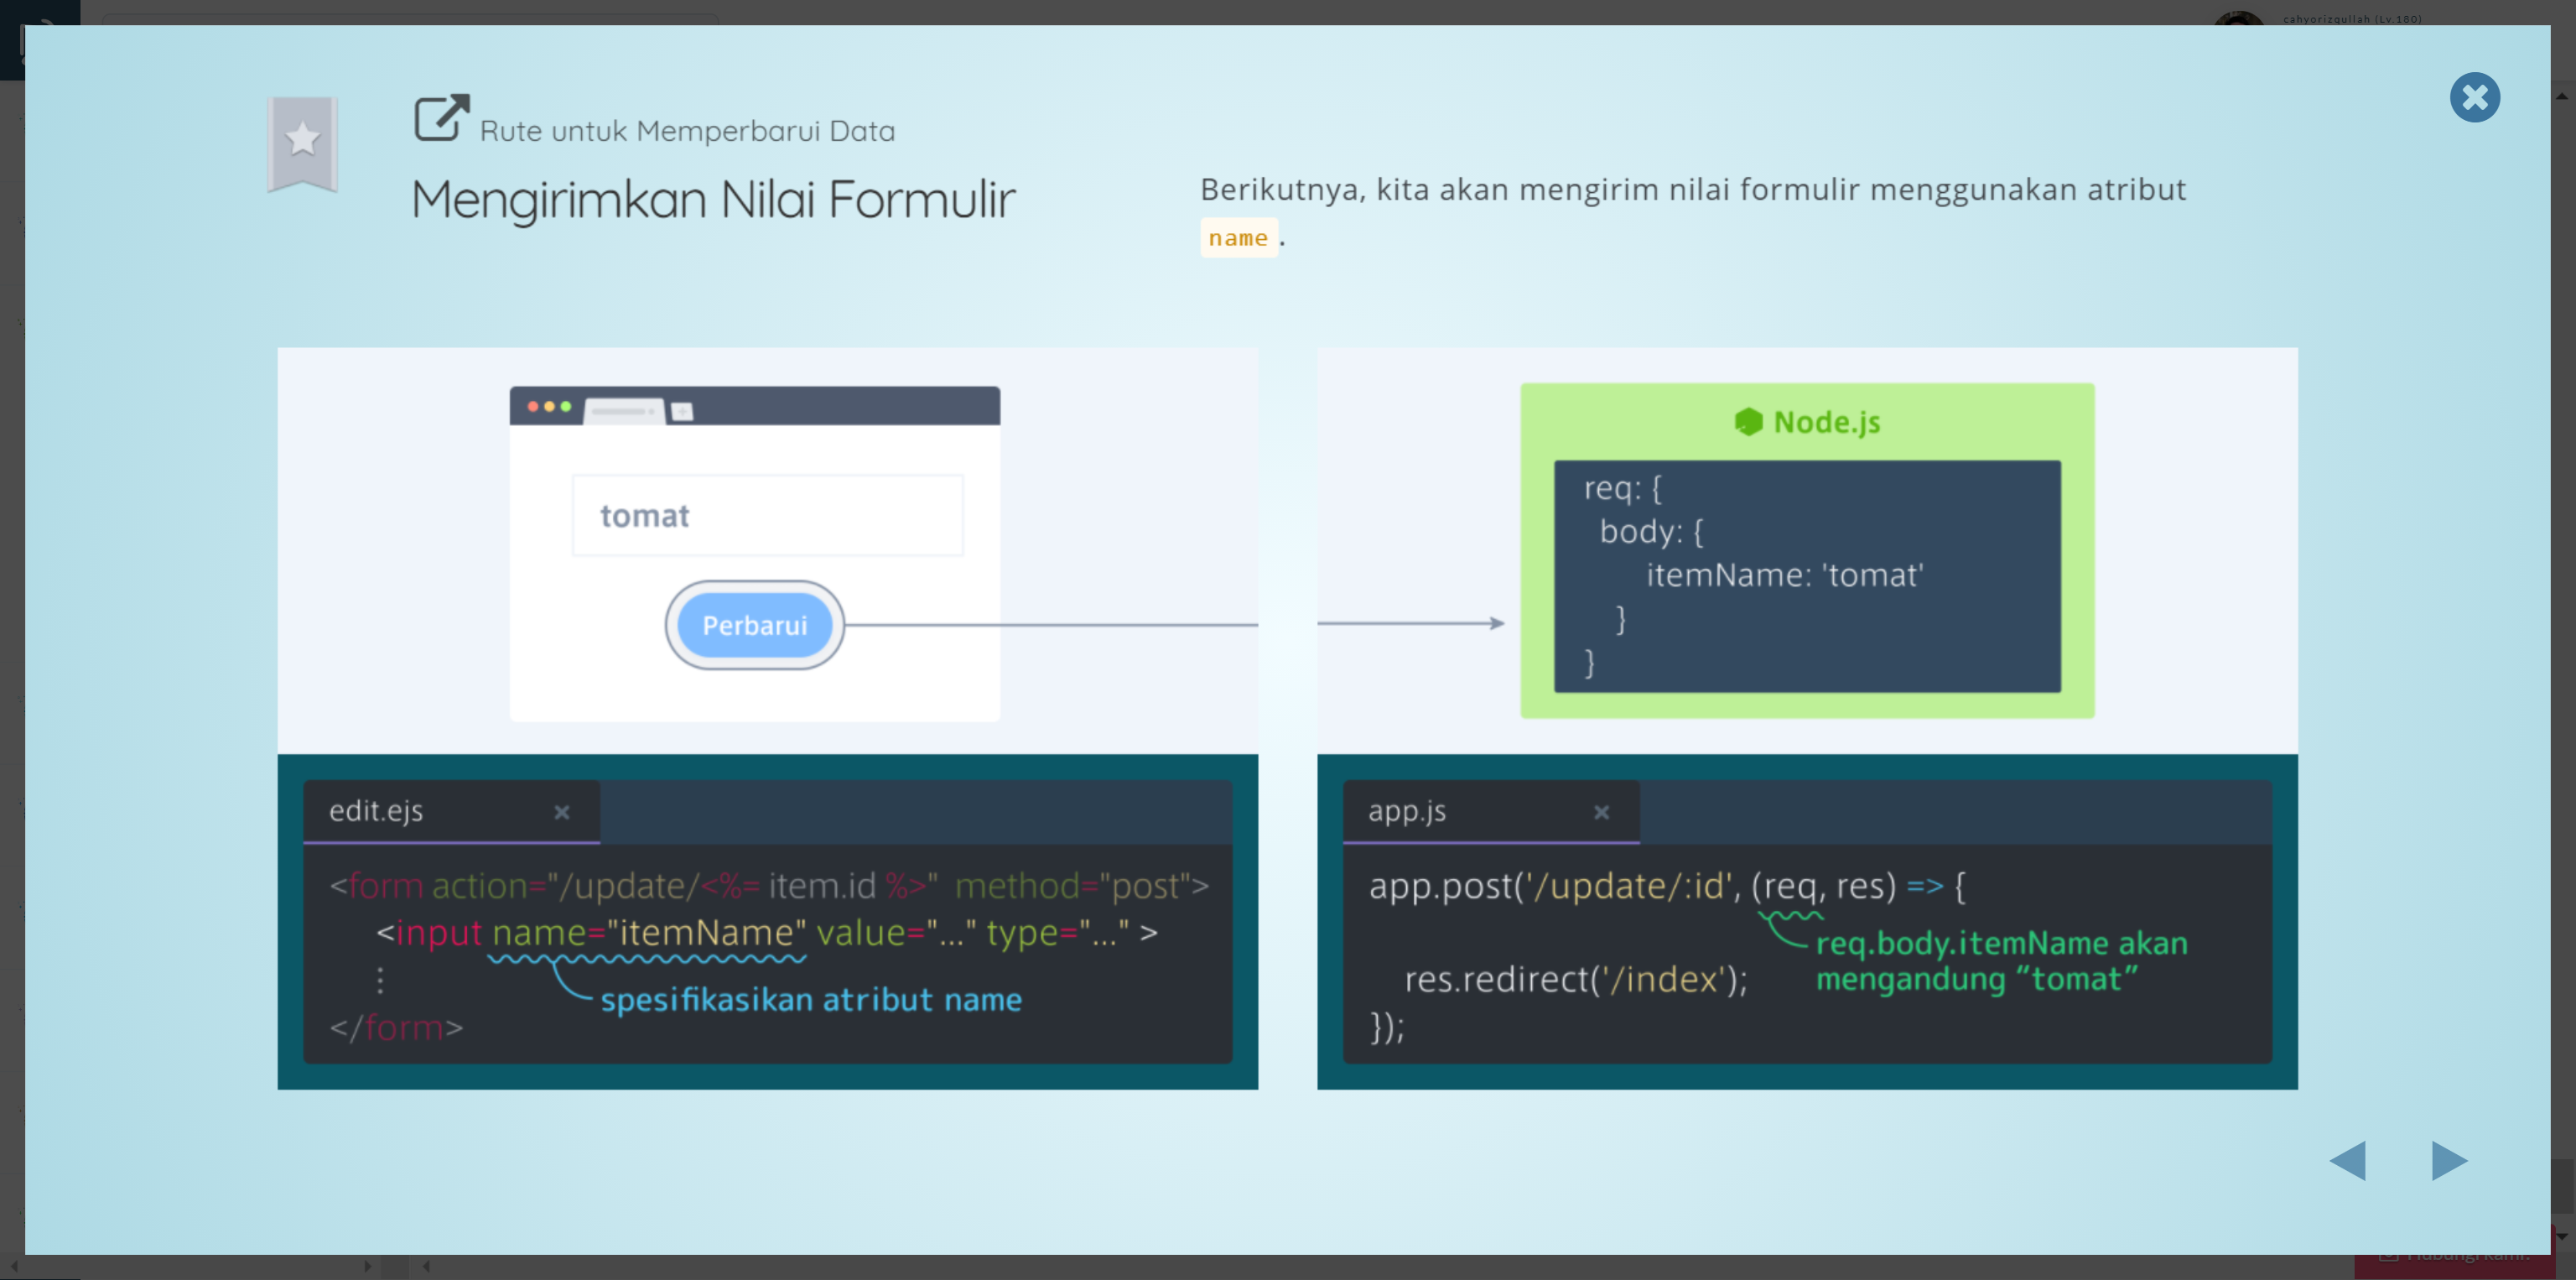 cahyorizqullah (Lv.180)
Rute untuk Memperbarui Data
Mengirimkan Nilai Formulir
Berikutnya, kita akan mengirim nilai formulir menggunakan atribut
name .
tomat
Perbarui
Node.js
req: {
body: {
itemName: 'tomat'
}
}
edit.ejs ×
<form action="/update/<%= item.id %>" method="post">
<input name="itemName" value="..." type="..." >
⋮
spesifikasikan atribut name
</form>
app.js ×
app.post('/update/:id', (req, res) => {
req.body.itemName akan
mengandung “tomat”
res.redirect('/index');
});